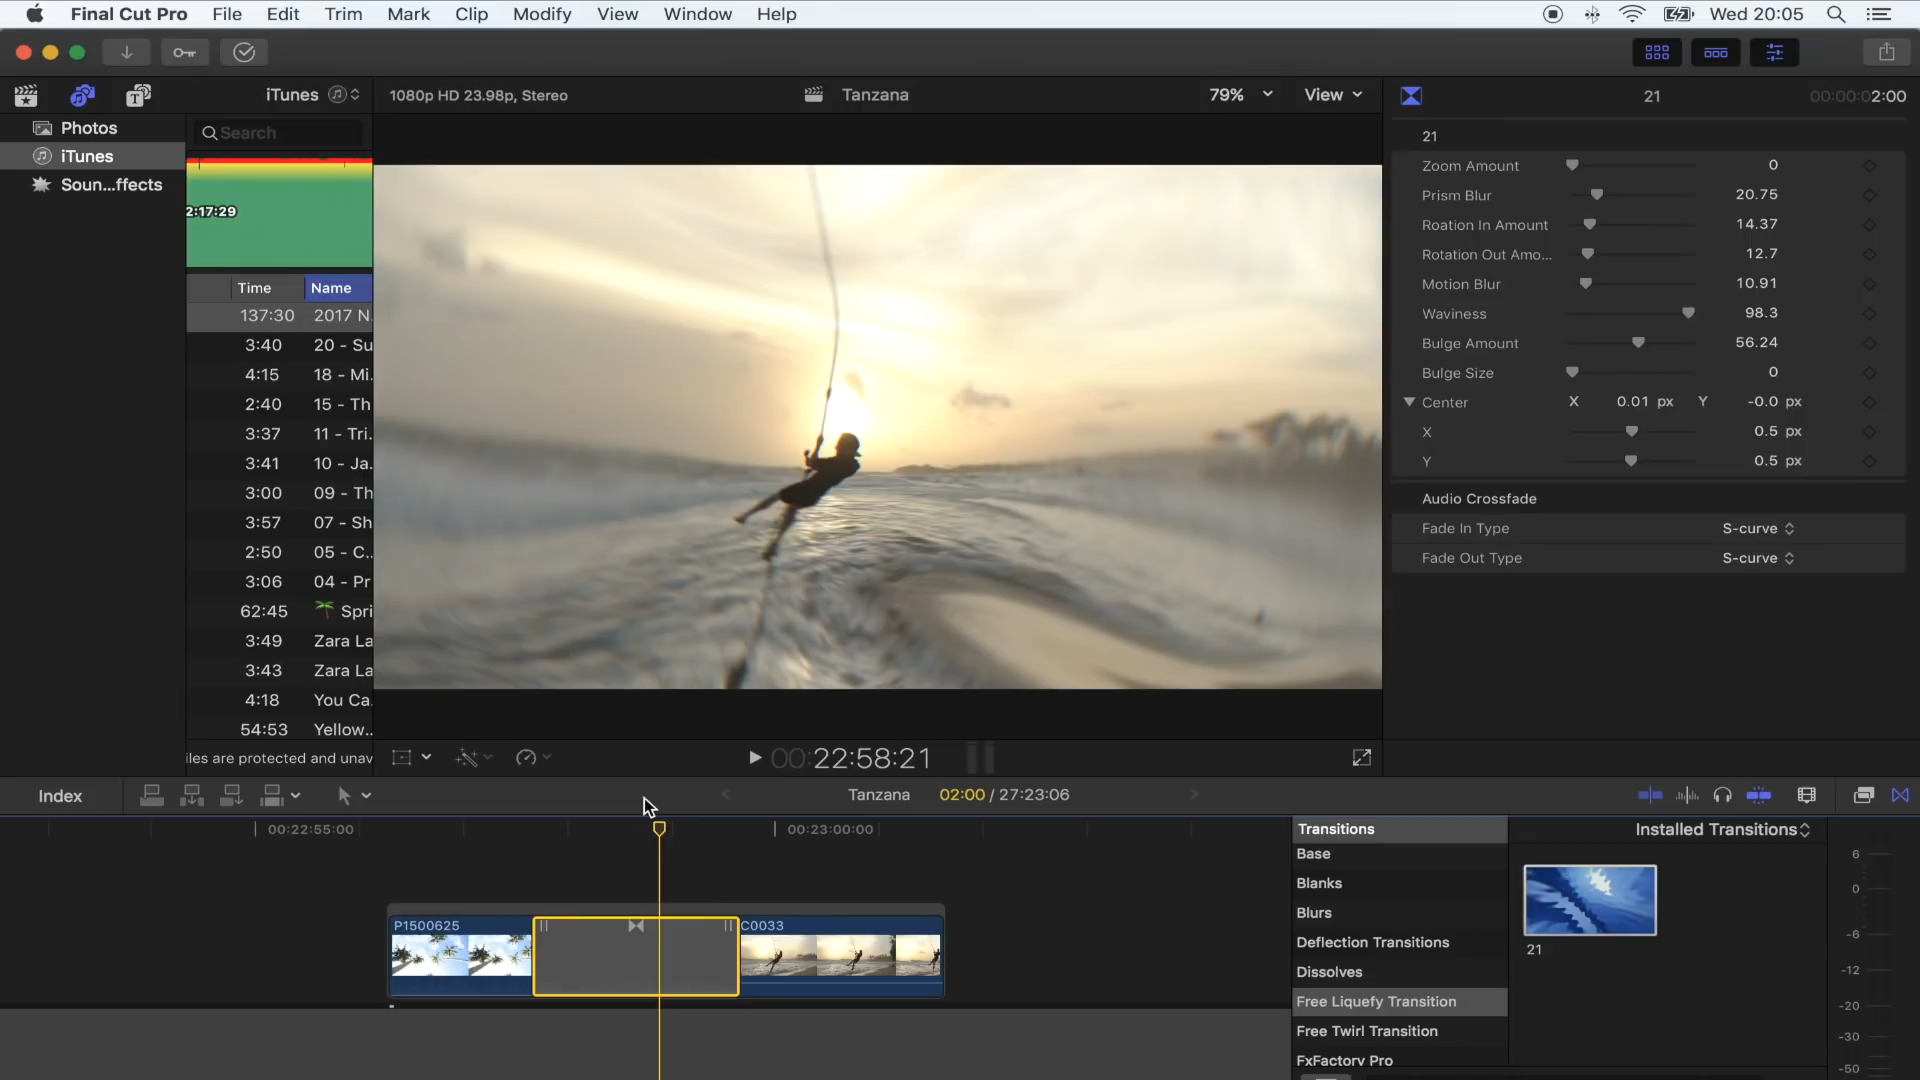 Final Cut Pro File Edit Trim Mark Clip Modify View Window Help Wed 20:05
iTunes 1080p HD 23.98p, Stereo Tanzana 79% View 21 00:00:02:00
Photos
iTunes
Soun...ffects
Search
2:17:29
Time Name
137:30 2017 N
3:40 20 - Su
4:15 18 - Mi.
2:40 15 - Th
3:37 11 - Tri.
3:41 10 - Ja.
3:00 09 - Th
3:57 07 - Sh
2:50 05 - C..
3:06 04 - Pr
62:45 🌴 Spri
3:49 Zara La
3:43 Zara La
4:18 You Ca.
54:53 Yellow..
iles are protected and unav
21
Zoom Amount 0
Prism Blur 20.75
Roation In Amount 14.37
Rotation Out Amo... 12.7
Motion Blur 10.91
Waviness 98.3
Bulge Amount 56.24
Bulge Size 0
Center X 0.01 px Y -0.0 px
X 0.5 px
Y 0.5 px
Audio Crossfade
Fade In Type S-curve
Fade Out Type S-curve
00:22:58:21
Index Tanzana 02:00 / 27:23:06
00:22:55:00 00:23:00:00
P1500625 C0033
Transitions Installed Transitions
Base
Blanks
Blurs
Deflection Transitions
Dissolves
Free Liquefy Transition
Free Twirl Transition
FxFactory Pro
21
6
0
-6
-12
-20
-30
-50